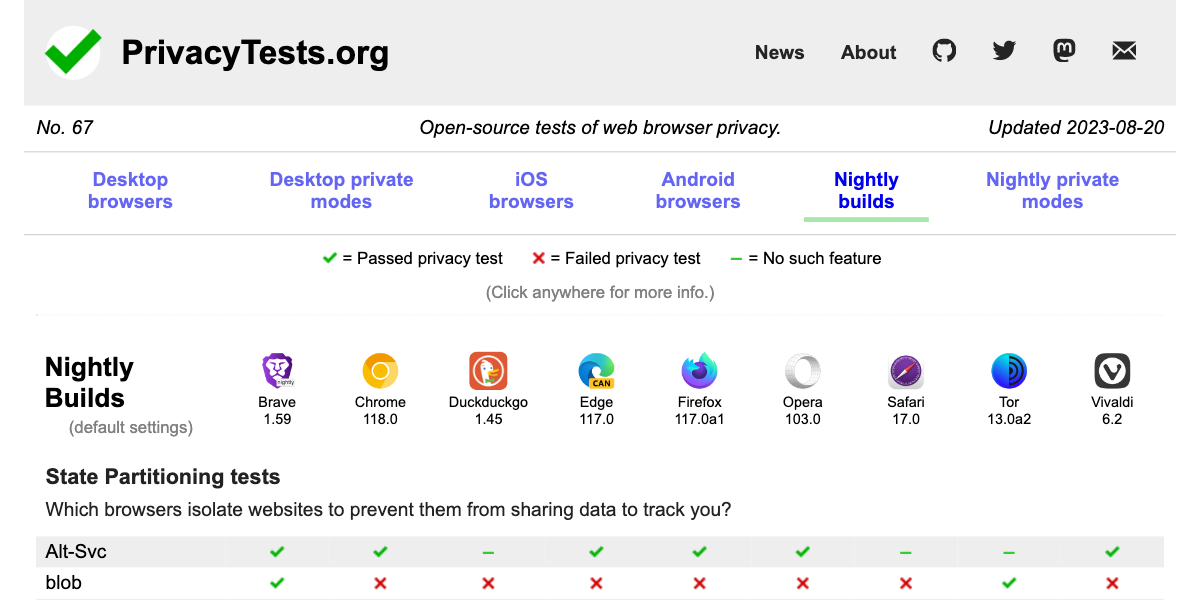 PrivacyTests.org
News About
No. 67 Open-source tests of web browser privacy. Updated 2023-08-20
Desktop browsers Desktop private modes iOS browsers Android browsers Nightly builds Nightly private modes
= Passed privacy test = Failed privacy test = No such feature
(Click anywhere for more info.)
Nightly
Builds
(default settings)
nightly
CAN
Brave Chrome Duckduckgo Edge Firefox Opera Safari Tor Vivaldi
1.59 118.0 1.45 117.0 117.0a1 103.0 17.0 13.0a2 6.2
State Partitioning tests
Which browsers isolate websites to prevent them from sharing data to track you?
Alt-Svc
blob